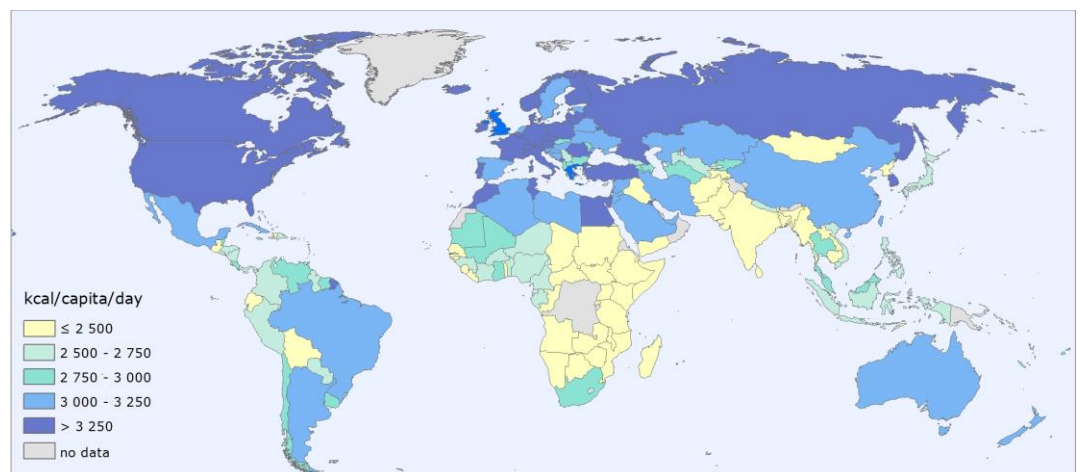 kcal/capita/day
≤ 2 500
2 500 - 2 750
2 750 - 3 000
3 000 - 3 250
> 3 250
no data